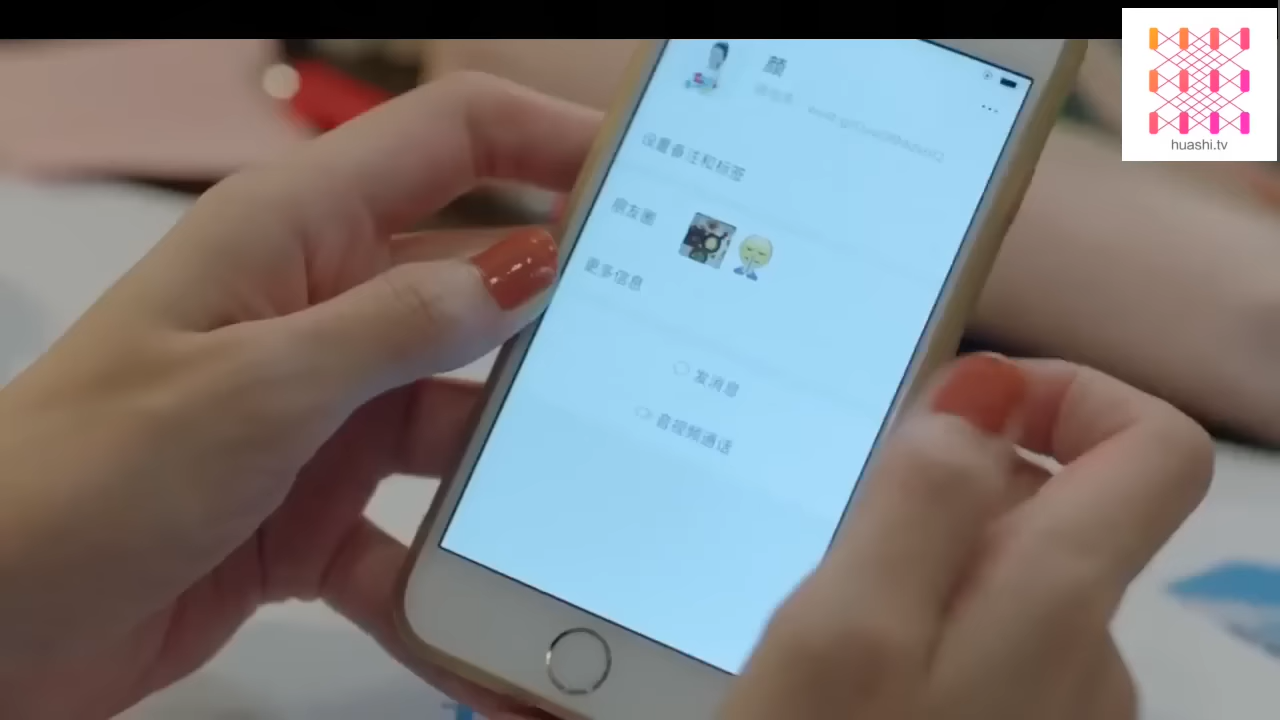 huashi.tv
颜
设置备注和标签
朋友圈
更多信息
发消息
音视频通话